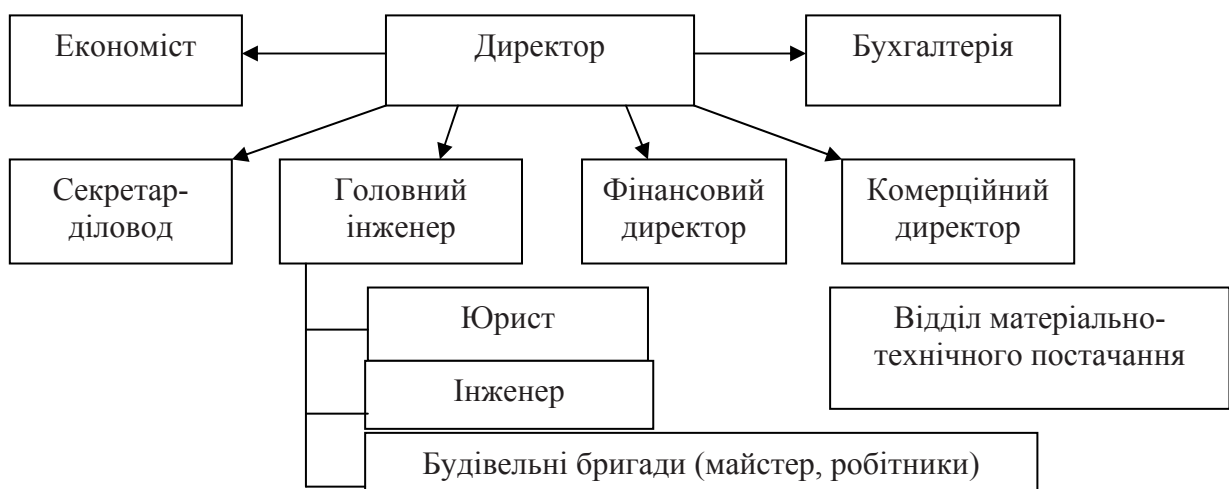 Економіст
Директор
Бухгалтерія
Секретар-
діловод
Головний
інженер
Фінансовий
директор
Комерційний
директор
Юрист
Відділ матеріально-
технічного постачання
Інженер
Будівельні бригади (майстер, робітники)